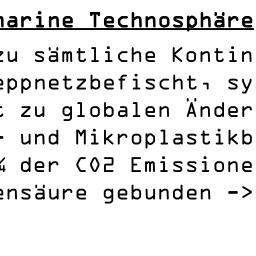 marine Technosphäre
zu sämtliche Kontin
eppnetzbefischt, sy
t zu globalen Änder
- und Mikroplastikb
% der CO2 Emissione
ensäure gebunden ->